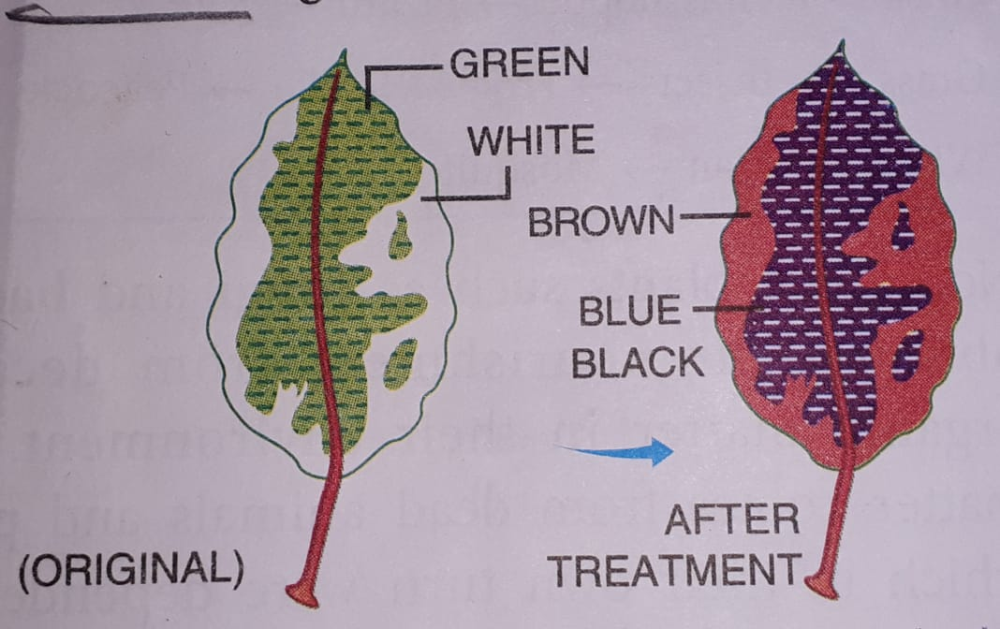 GREEN
WHITE
BROWN
BLUE
BLACK
AFTER
(ORIGINAL)
TREATMENT